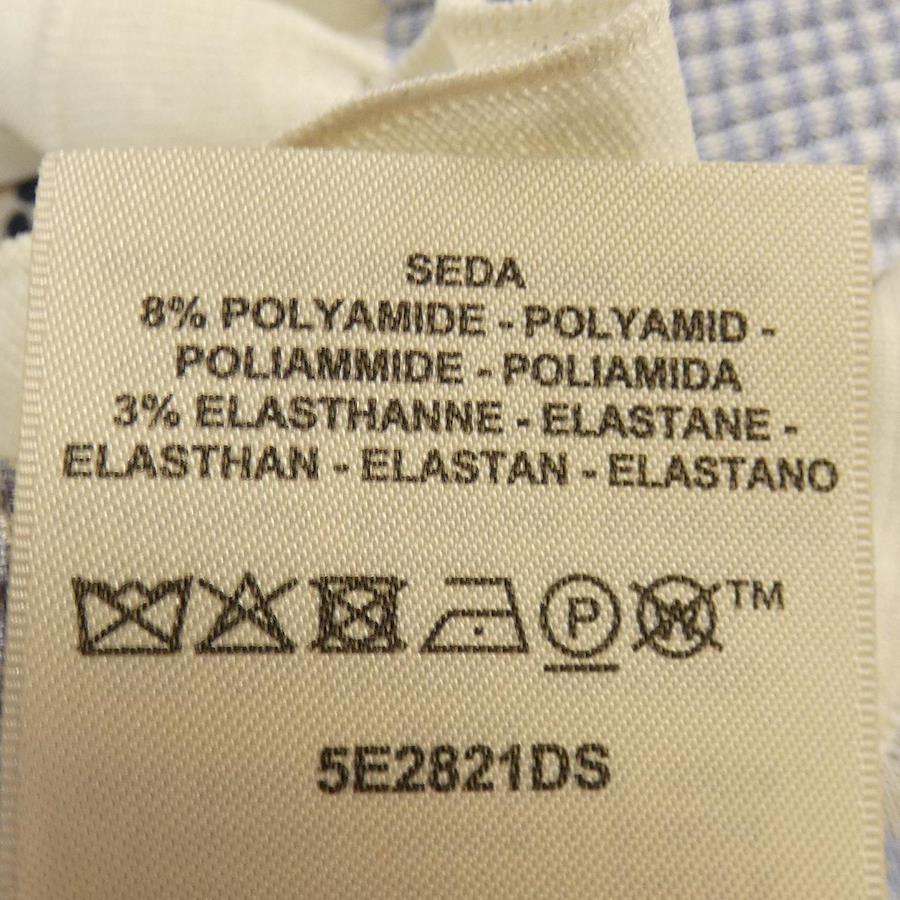 SEDA
8% POLYAMIDE - POLYAMID -
POLIAMMIDE - POLIAMIDA
3% ELASTHANNE - ELASTANE -
ELASTHAN - ELASTAN - ELASTANO
P W TM
5E2821DS